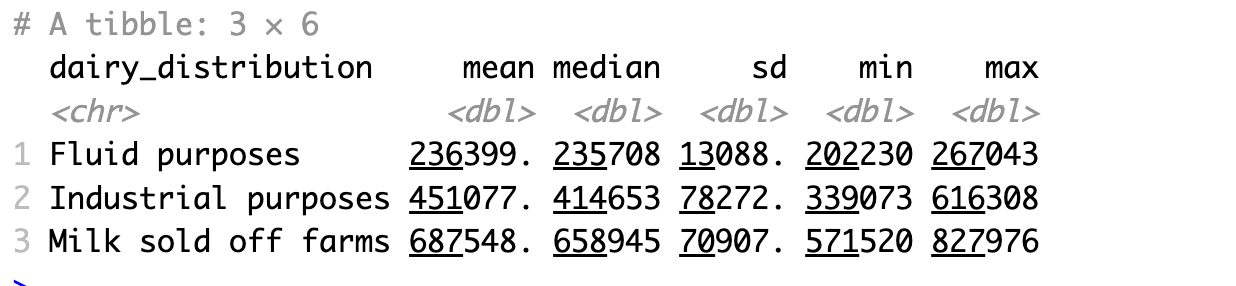 # A tibble: 3 × 6
dairy_distribution mean median sd min max
<chr> <dbl> <dbl> <dbl> <dbl> <dbl>
1 Fluid purposes 236399. 235708 13088. 202230 267043
2 Industrial purposes 451077. 414653 78272. 339073 616308
3 Milk sold off farms 687548. 658945 70907. 571520 827976
>